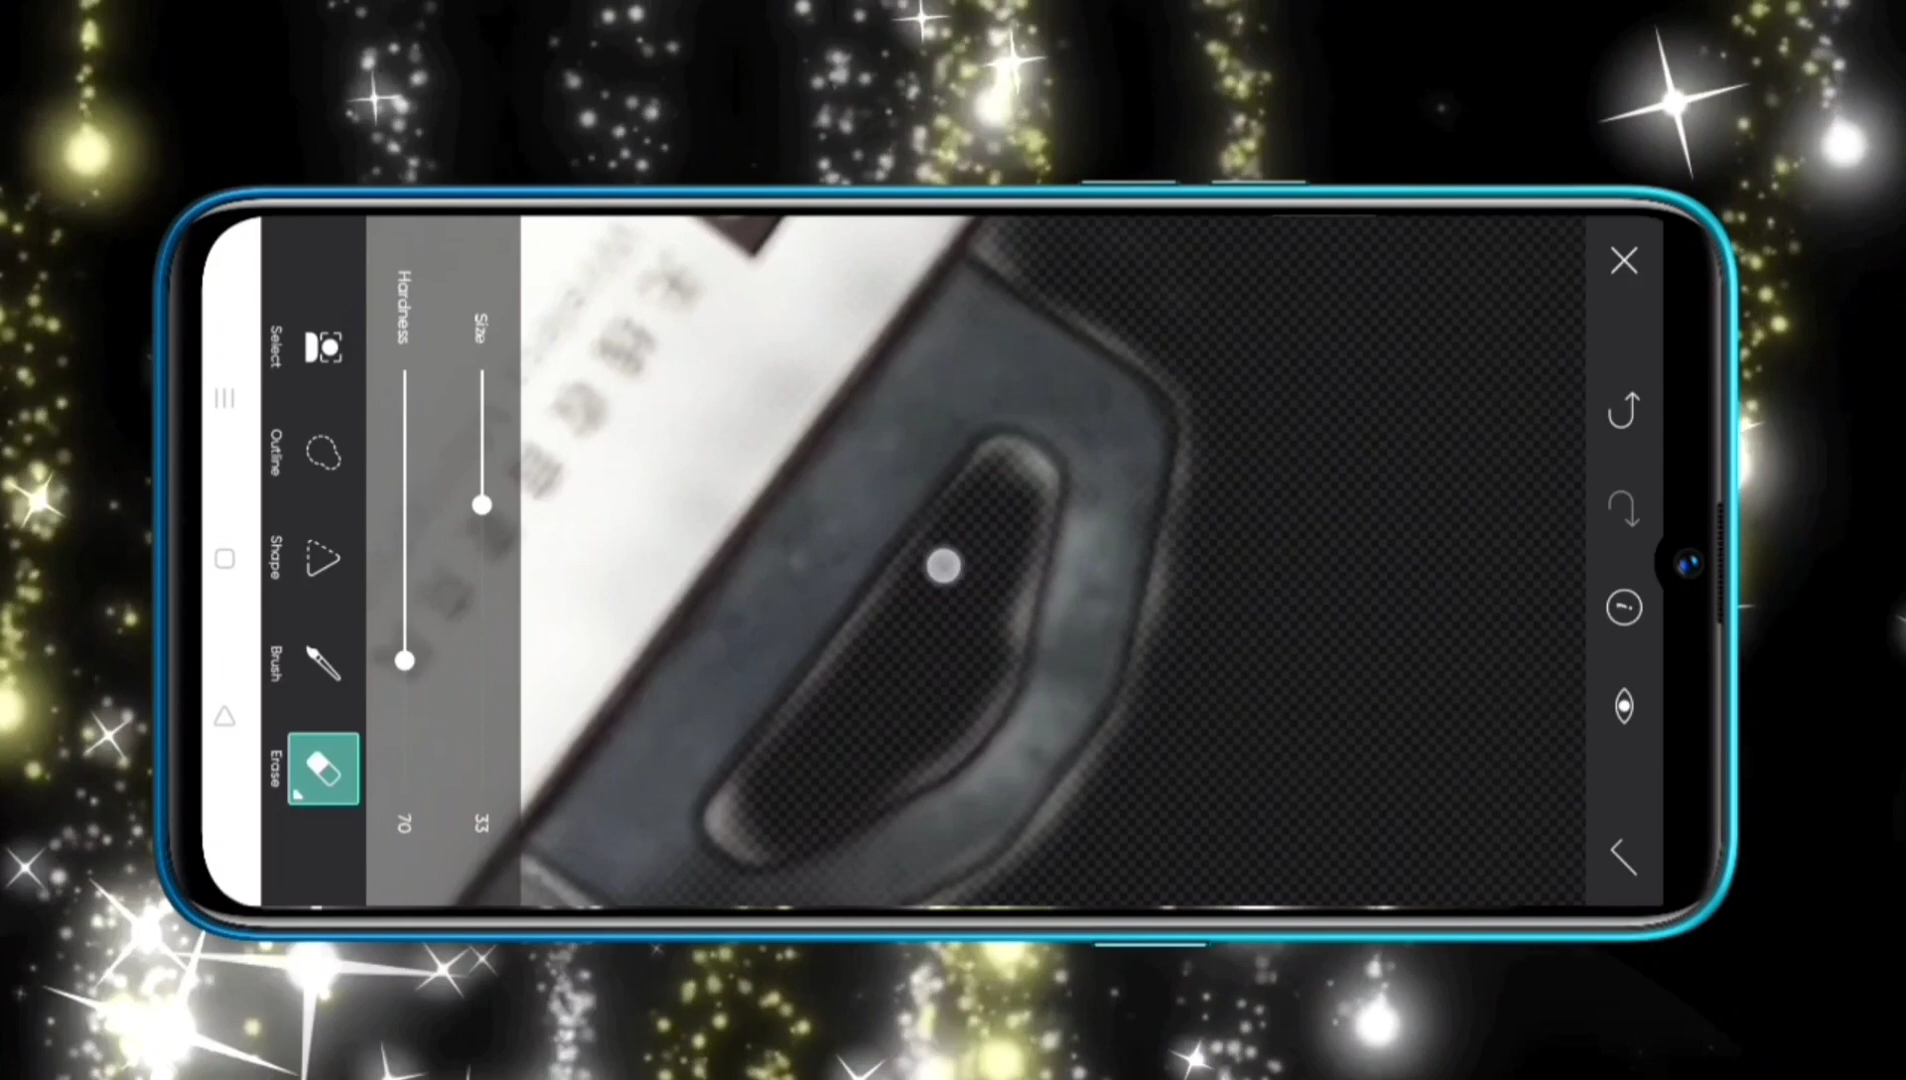 Size
33
Hardness
70
Select
Outline
Shape
Brush
Erase